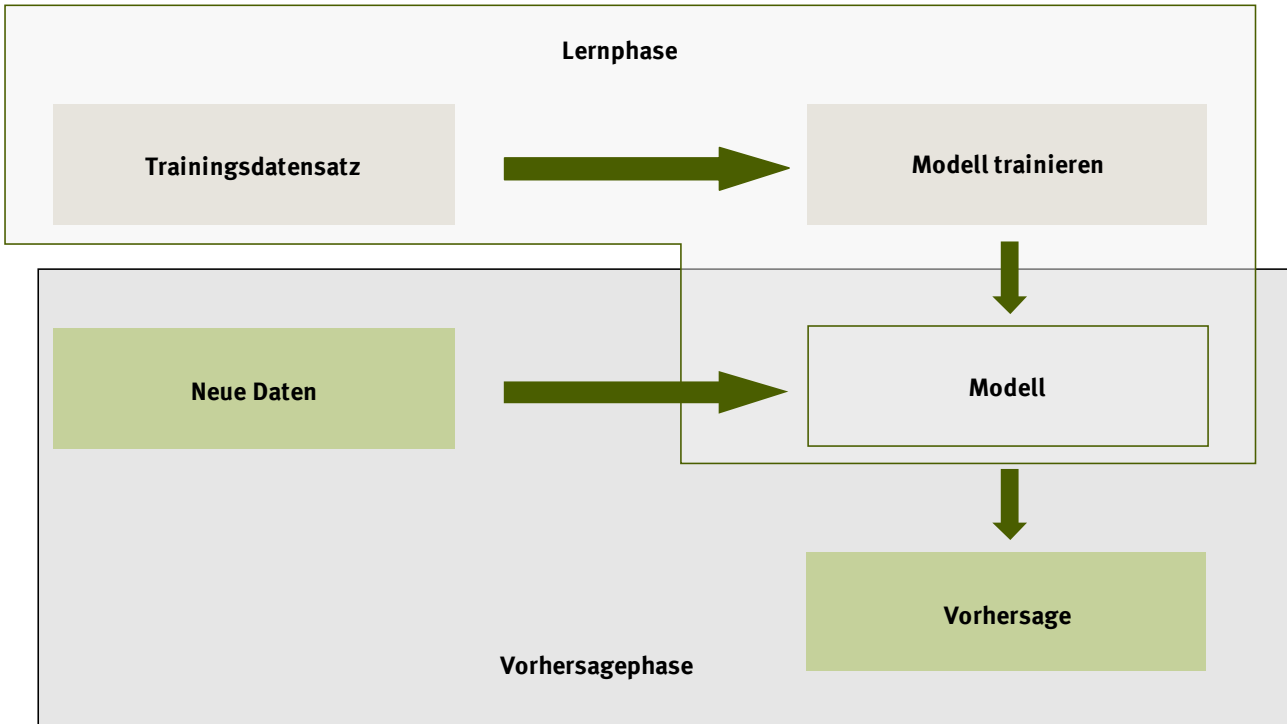 Lernphase
Trainingsdatensatz
Modell trainieren
Neue Daten
Modell
Vorhersage
Vorhersagephase